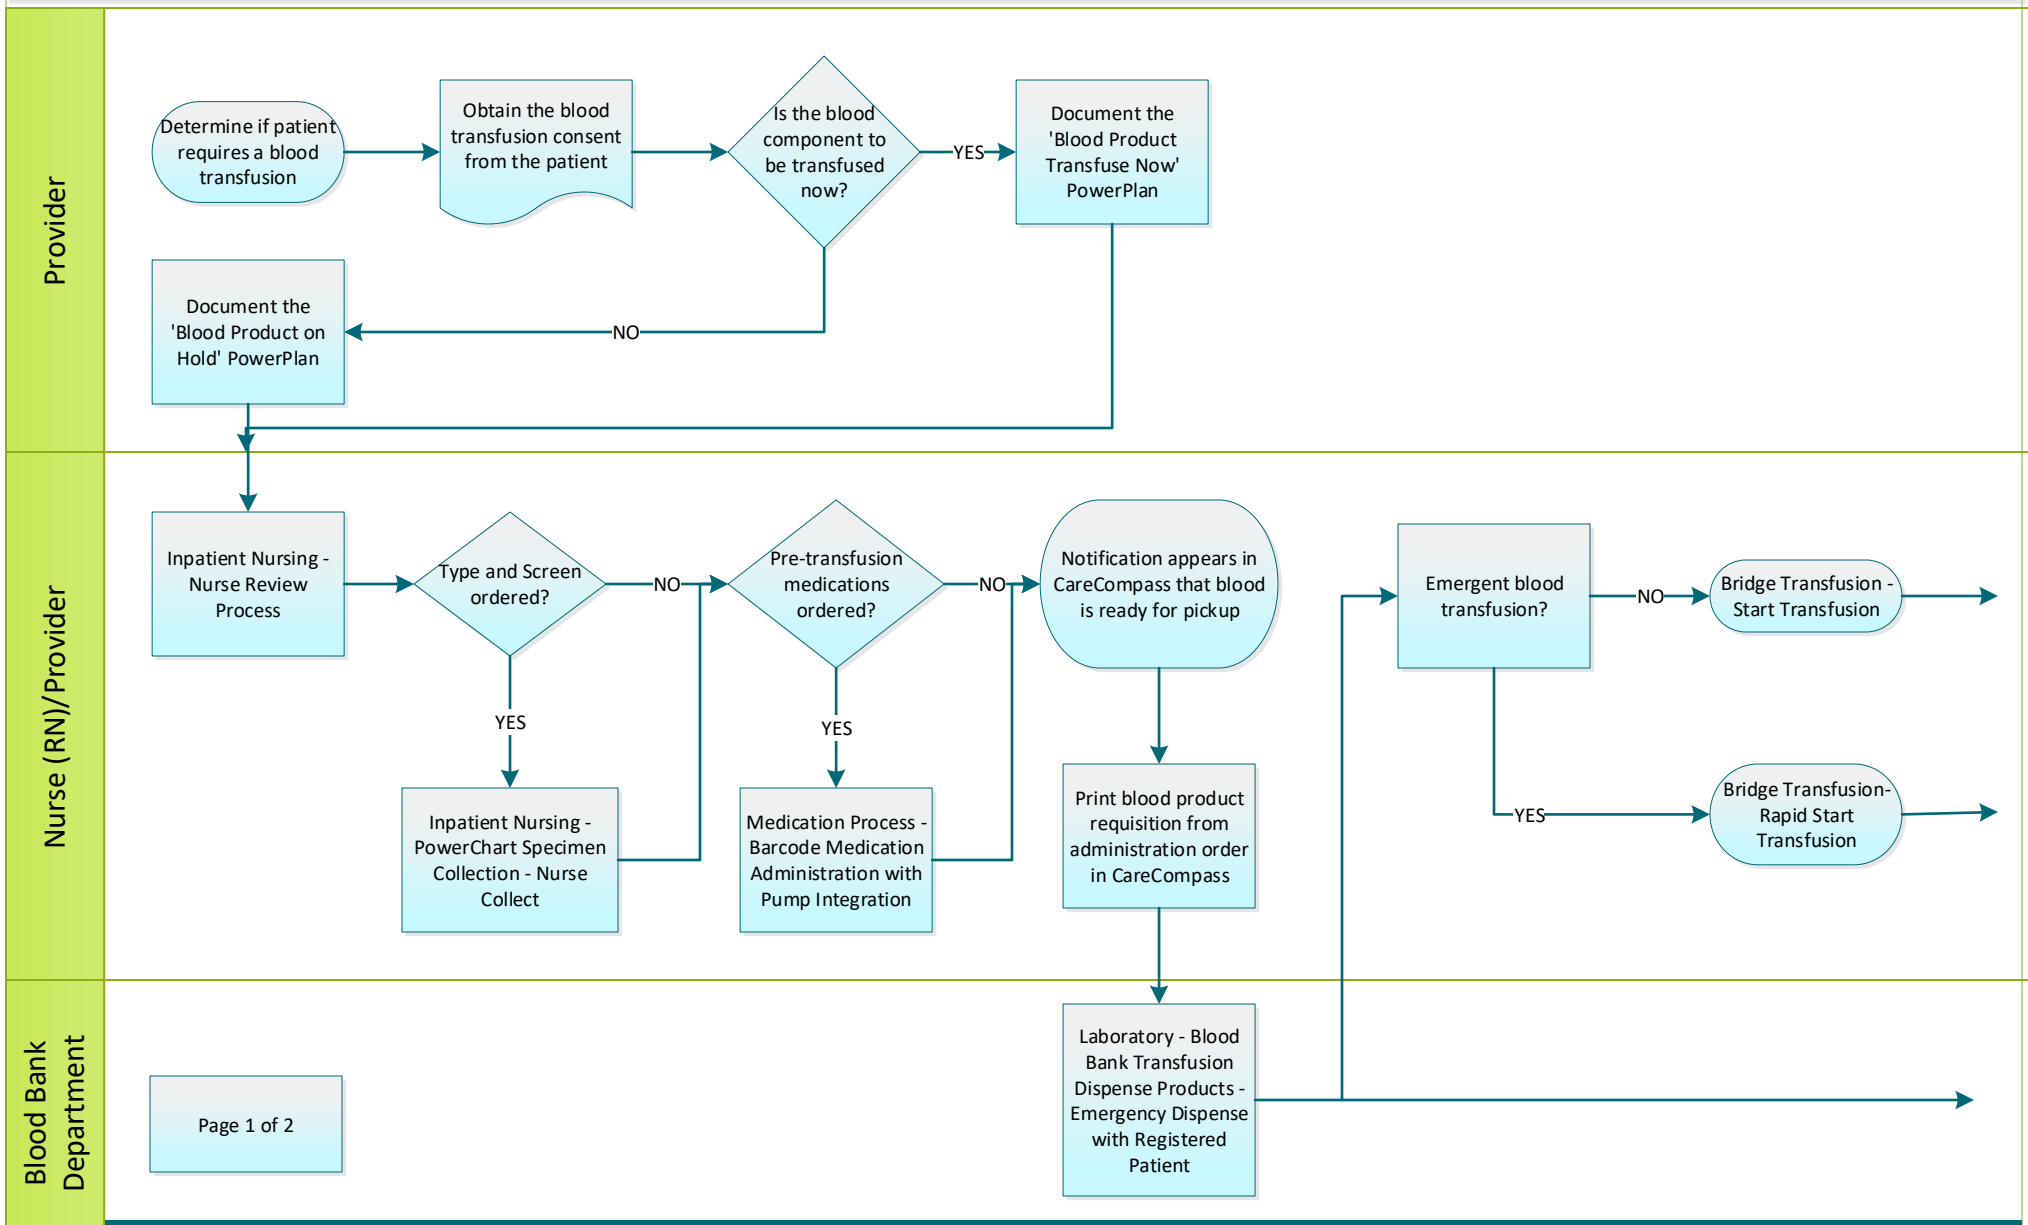 Provider
Determine if patient
requires a blood
transfusion
Obtain the blood
transfusion consent
from the patient
Is the blood
component to
be transfused
now?
YES
Document the
'Blood Product
Transfuse Now'
PowerPlan
NO
Document the
'Blood Product on
Hold' PowerPlan
Nurse (RN)/Provider
Inpatient Nursing -
Nurse Review
Process
Type and Screen
ordered?
NO
YES
Inpatient Nursing -
PowerChart Specimen
Collection - Nurse
Collect
Pre-transfusion
medications
ordered?
NO
YES
Medication Process -
Barcode Medication
Administration with
Pump Integration
Notification appears in
CareCompass that blood
is ready for pickup
Print blood product
requisition from
administration order
in CareCompass
Emergent blood
transfusion?
NO
Bridge Transfusion -
Start Transfusion
YES
Bridge Transfusion-
Rapid Start
Transfusion
Blood Bank
Department
Page 1 of 2
Laboratory - Blood
Bank Transfusion
Dispense Products -
Emergency Dispense
with Registered
Patient